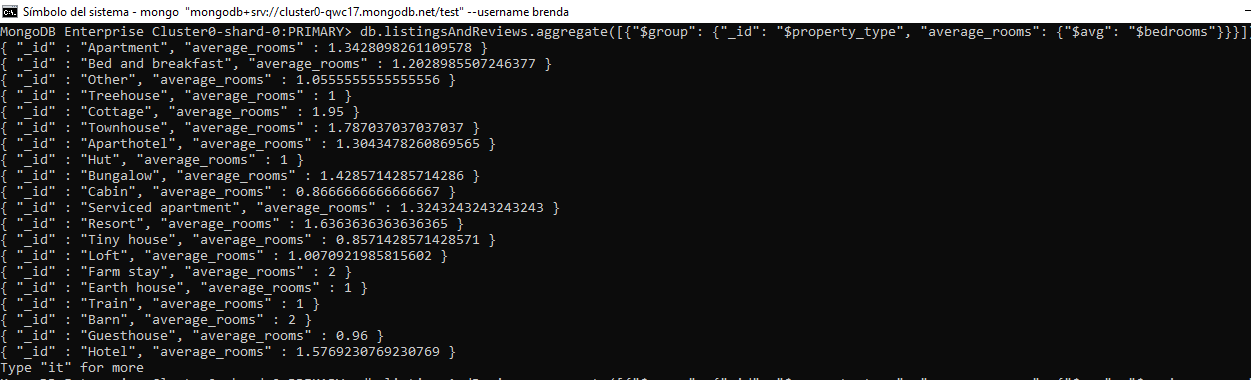 Símbolo del sistema - mongo "mongodb+srv://cluster0-qwc17.mongodb.net/test" --username brenda
MongoDB Enterprise Cluster0-shard-0:PRIMARY> db.listingsAndReviews.aggregate([{"$group": {"_id": "$property_type", "average_rooms": {"$avg": "$bedrooms"}}}])
{ "_id" : "Apartment", "average_rooms" : 1.3428098261109578 }
{ "_id" : "Bed and breakfast", "average_rooms" : 1.2028985507246377 }
{ "_id" : "Other", "average_rooms" : 1.0555555555555556 }
{ "_id" : "Treehouse", "average_rooms" : 1 }
{ "_id" : "Cottage", "average_rooms" : 1.95 }
{ "_id" : "Townhouse", "average_rooms" : 1.787037037037037 }
{ "_id" : "Aparthotel", "average_rooms" : 1.3043478260869565 }
{ "_id" : "Hut", "average_rooms" : 1 }
{ "_id" : "Bungalow", "average_rooms" : 1.4285714285714286 }
{ "_id" : "Cabin", "average_rooms" : 0.8666666666666667 }
{ "_id" : "Serviced apartment", "average_rooms" : 1.3243243243243243 }
{ "_id" : "Resort", "average_rooms" : 1.6363636363636365 }
{ "_id" : "Tiny house", "average_rooms" : 0.8571428571428571 }
{ "_id" : "Loft", "average_rooms" : 1.0070921985815602 }
{ "_id" : "Farm stay", "average_rooms" : 2 }
{ "_id" : "Earth house", "average_rooms" : 1 }
{ "_id" : "Train", "average_rooms" : 1 }
{ "_id" : "Barn", "average_rooms" : 2 }
{ "_id" : "Guesthouse", "average_rooms" : 0.96 }
{ "_id" : "Hotel", "average_rooms" : 1.5769230769230769 }
Type "it" for more